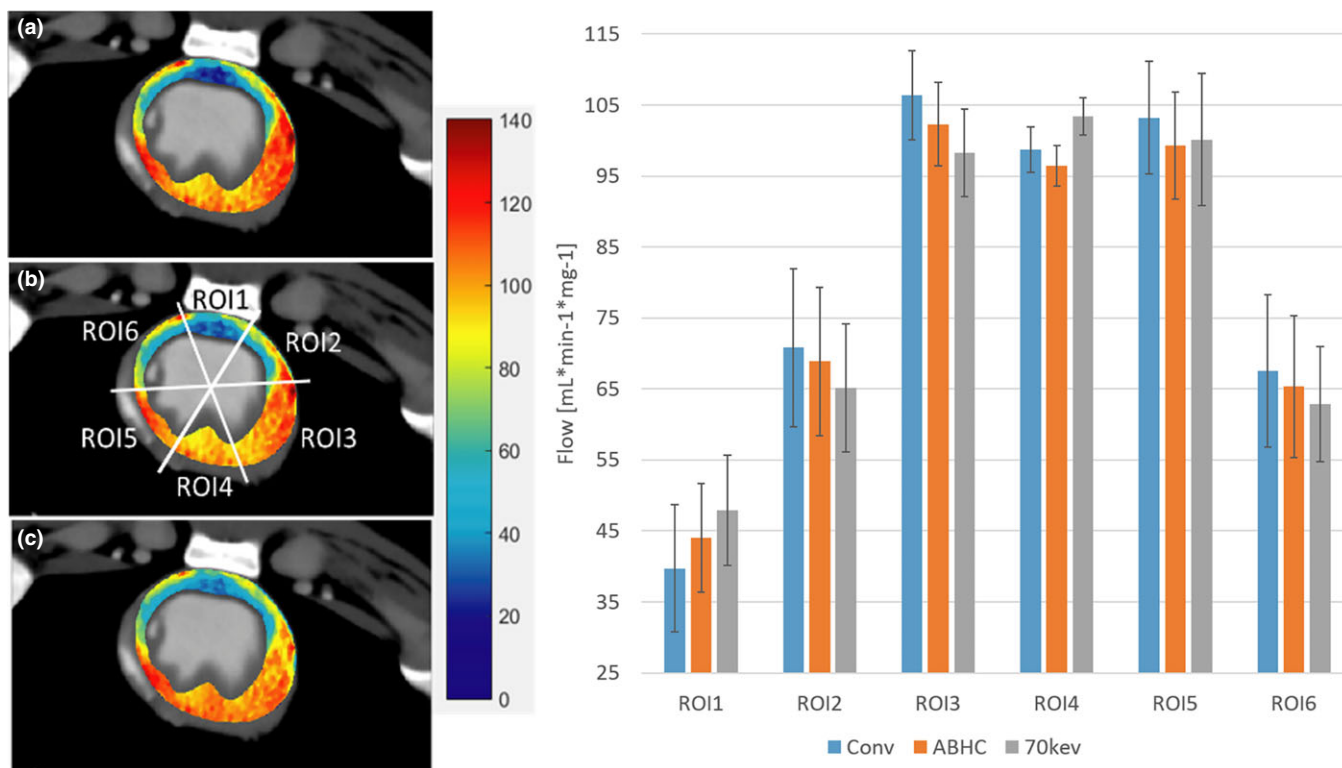 (a)
(b)
ROI1
ROI6
ROI2
ROI5
ROI3
ROI4
(c)
140
120
100
80
60
40
20
0
Flow [mL*min-1*mg-1]
115
105
95
85
75
65
55
45
35
25
ROI1 ROI2 ROI3 ROI4 ROI5 ROI6
Conv ABHC 70kev